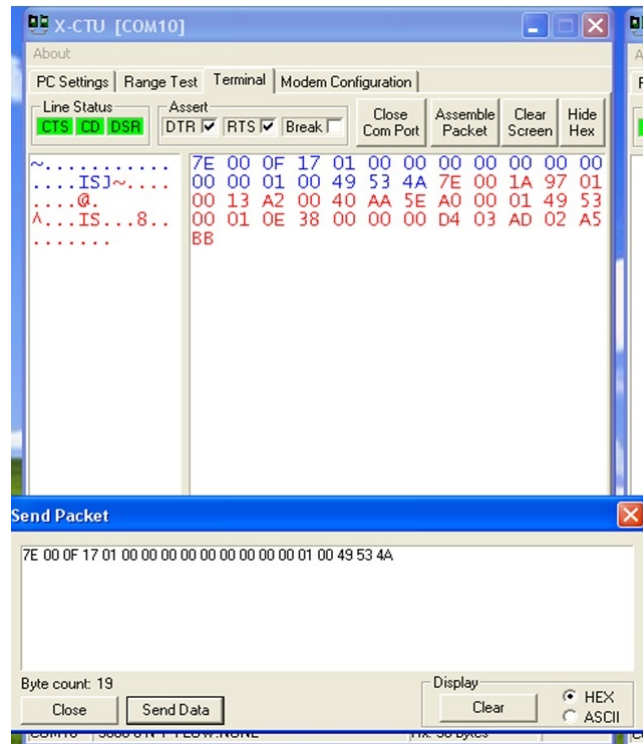 X-CTU [COM10]
About
PC Settings Range Test Terminal Modem Configuration
Line Status
CTS CD DSR
Assert
DTR RTS Break
Close Com Port
Assemble Packet
Clear Screen
Hide Hex
~...........
....ISJ~....
....@.
^...IS...8..
.......
7E 00 0F 17 01 00 00 00 00 00 00 00
00 00 01 00 49 53 4A 7E 00 1A 97 01
00 13 A2 00 40 AA 5E A0 00 01 49 53
00 01 0E 38 00 00 00 D4 03 AD 02 A5
BB
Send Packet
7E 00 0F 17 01 00 00 00 00 00 00 00 00 00 01 00 49 53 4A
Byte count: 19
Close
Send Data
Display
Clear
HEX
ASCII